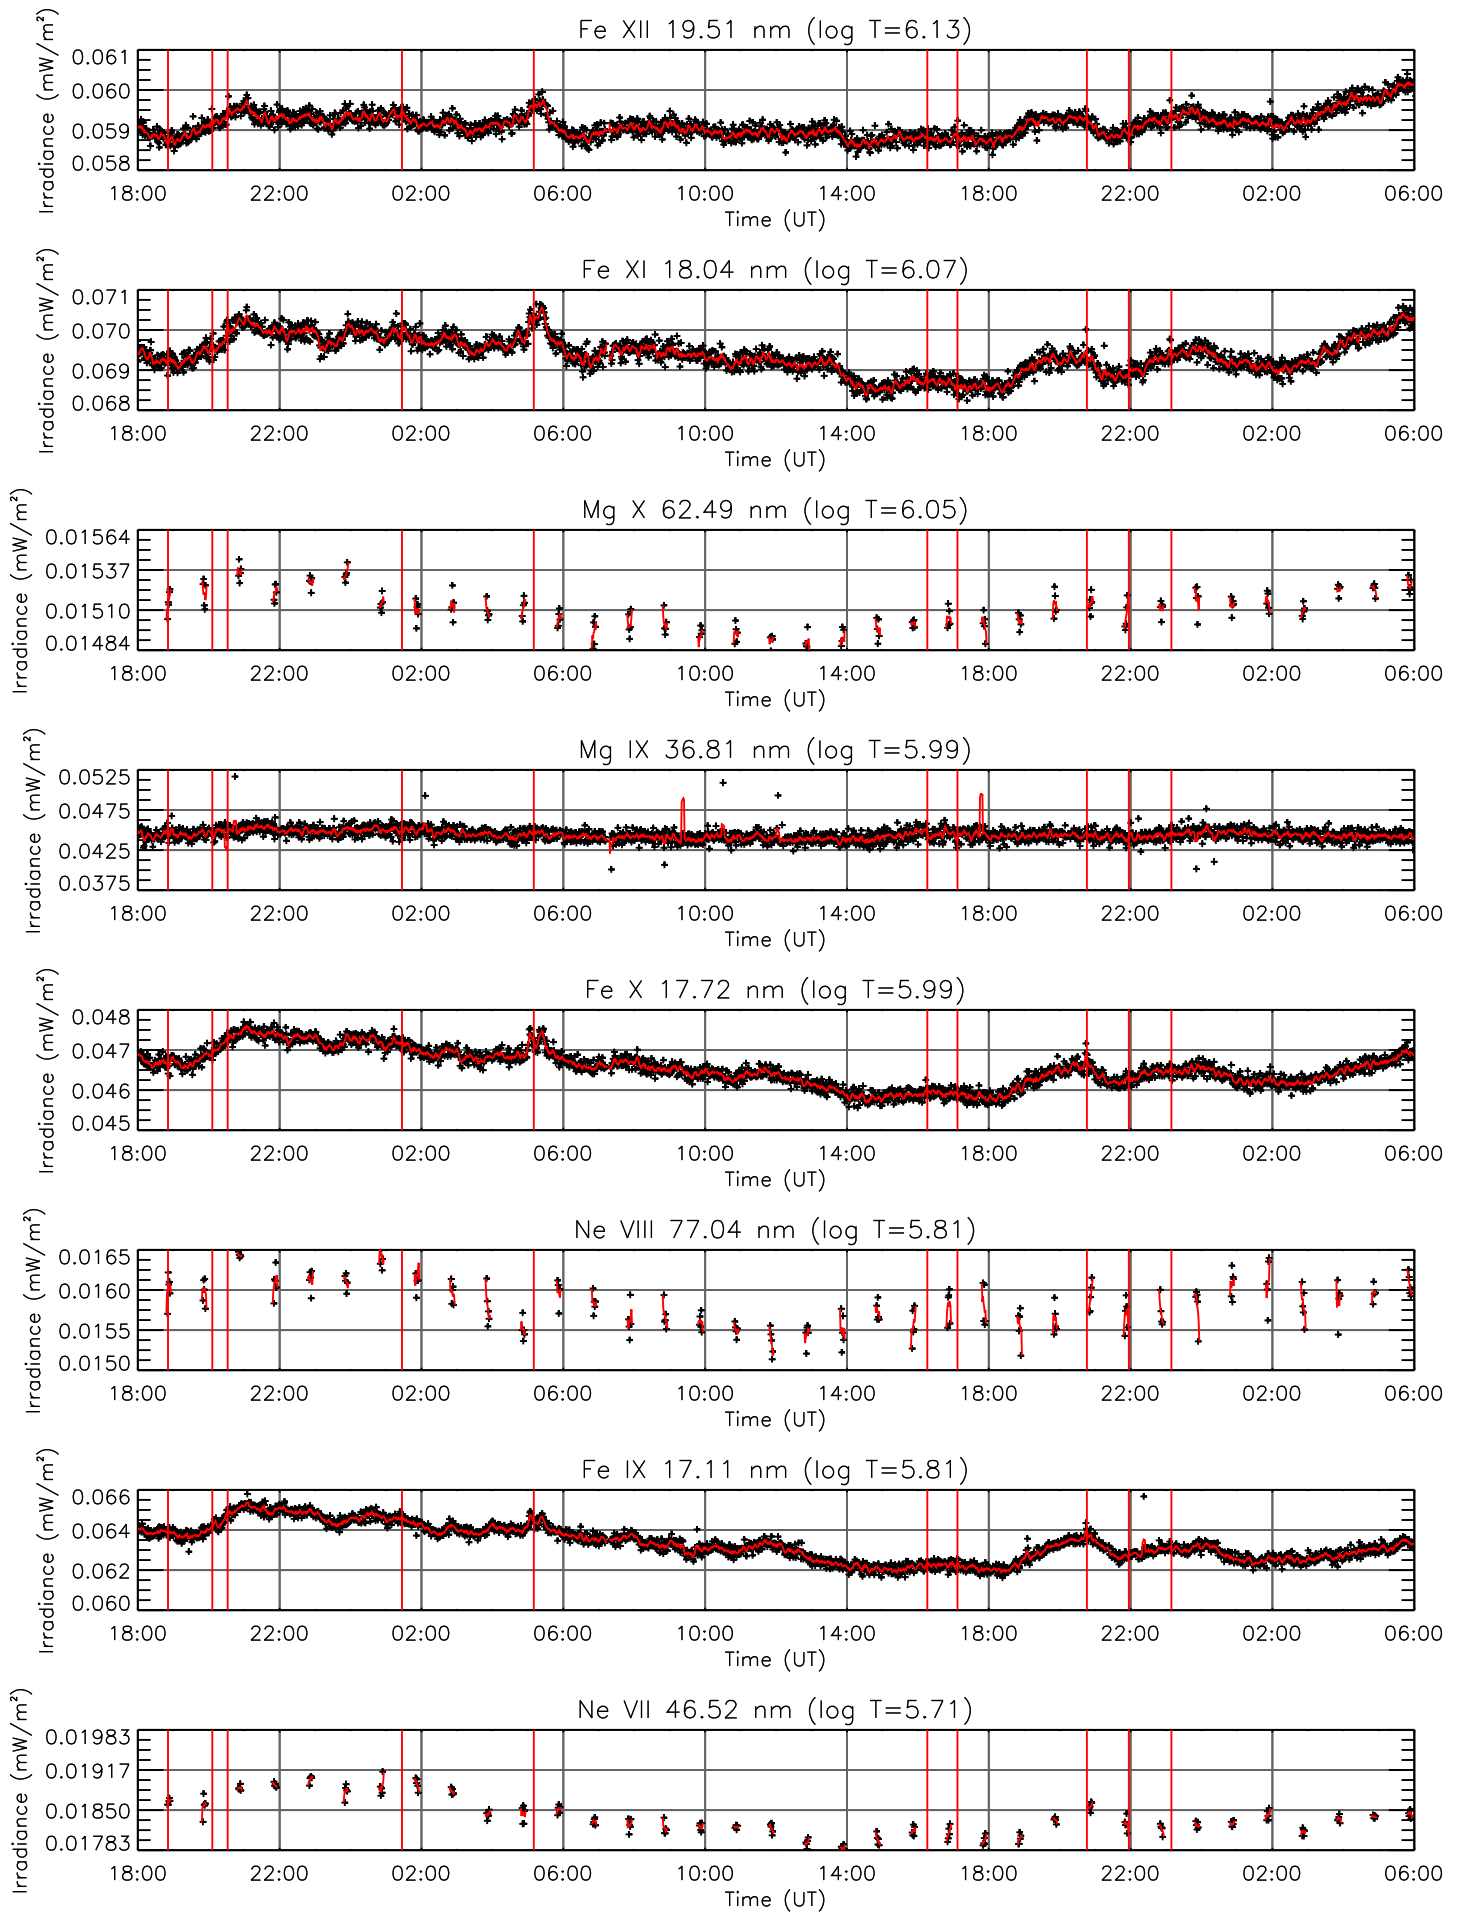 Fe XII 19.51 nm (log T=6.13)
Irradiance (mW/m²)
0.061
0.060
0.059
0.058
18:00 22:00 02:00 06:00 10:00 14:00 18:00 22:00 02:00 06:00
Time (UT)
Fe XI 18.04 nm (log T=6.07)
Irradiance (mW/m²)
0.071
0.070
0.069
0.068
18:00 22:00 02:00 06:00 10:00 14:00 18:00 22:00 02:00 06:00
Time (UT)
Mg X 62.49 nm (log T=6.05)
Irradiance (mW/m²)
0.01564
0.01537
0.01510
0.01484
18:00 22:00 02:00 06:00 10:00 14:00 18:00 22:00 02:00 06:00
Time (UT)
Mg IX 36.81 nm (log T=5.99)
Irradiance (mW/m²)
0.0525
0.0475
0.0425
0.0375
18:00 22:00 02:00 06:00 10:00 14:00 18:00 22:00 02:00 06:00
Time (UT)
Fe X 17.72 nm (log T=5.99)
Irradiance (mW/m²)
0.048
0.047
0.046
0.045
18:00 22:00 02:00 06:00 10:00 14:00 18:00 22:00 02:00 06:00
Time (UT)
Ne VIII 77.04 nm (log T=5.81)
Irradiance (mW/m²)
0.0165
0.0160
0.0155
0.0150
18:00 22:00 02:00 06:00 10:00 14:00 18:00 22:00 02:00 06:00
Time (UT)
Fe IX 17.11 nm (log T=5.81)
Irradiance (mW/m²)
0.066
0.064
0.062
0.060
18:00 22:00 02:00 06:00 10:00 14:00 18:00 22:00 02:00 06:00
Time (UT)
Ne VII 46.52 nm (log T=5.71)
Irradiance (mW/m²)
0.01983
0.01917
0.01850
0.01783
18:00 22:00 02:00 06:00 10:00 14:00 18:00 22:00 02:00 06:00
Time (UT)